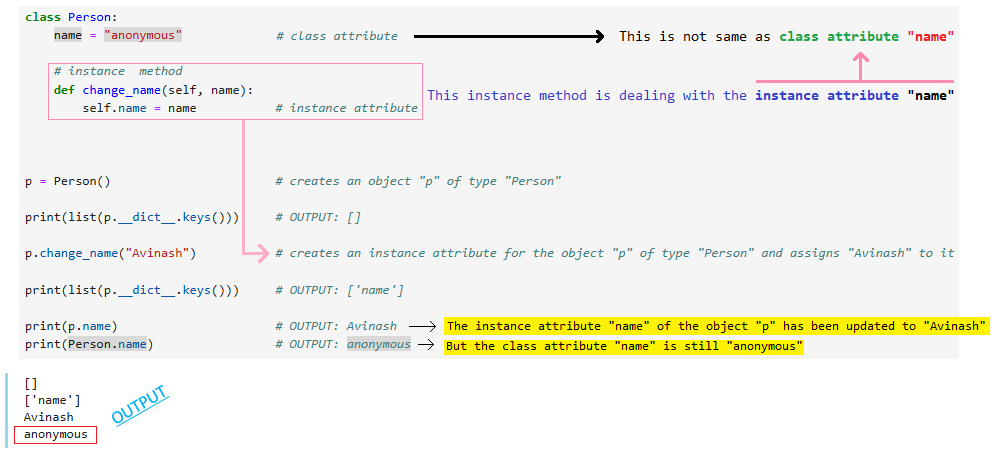 class Person:
    name = "anonymous"    # class attribute    This is not same as class attribute "name"
    # instance  method
    def change_name(self, name):
        self.name = name    # instance attribute
This instance method is dealing with the instance attribute "name"
p = Person()    # creates an object "p" of type "Person"
print(list(p.__dict__.keys()))    # OUTPUT: []
p.change_name("Avinash")    # creates an instance attribute for the object "p" of type "Person" and assigns "Avinash" to it
print(list(p.__dict__.keys()))    # OUTPUT: ['name']
print(p.name)    # OUTPUT: Avinash    The instance attribute "name" of the object "p" has been updated to "Avinash"
print(Person.name)    # OUTPUT: anonymous    But the class attribute "name" is still "anonymous"
[]
['name']
Avinash
anonymous
OUTPUT